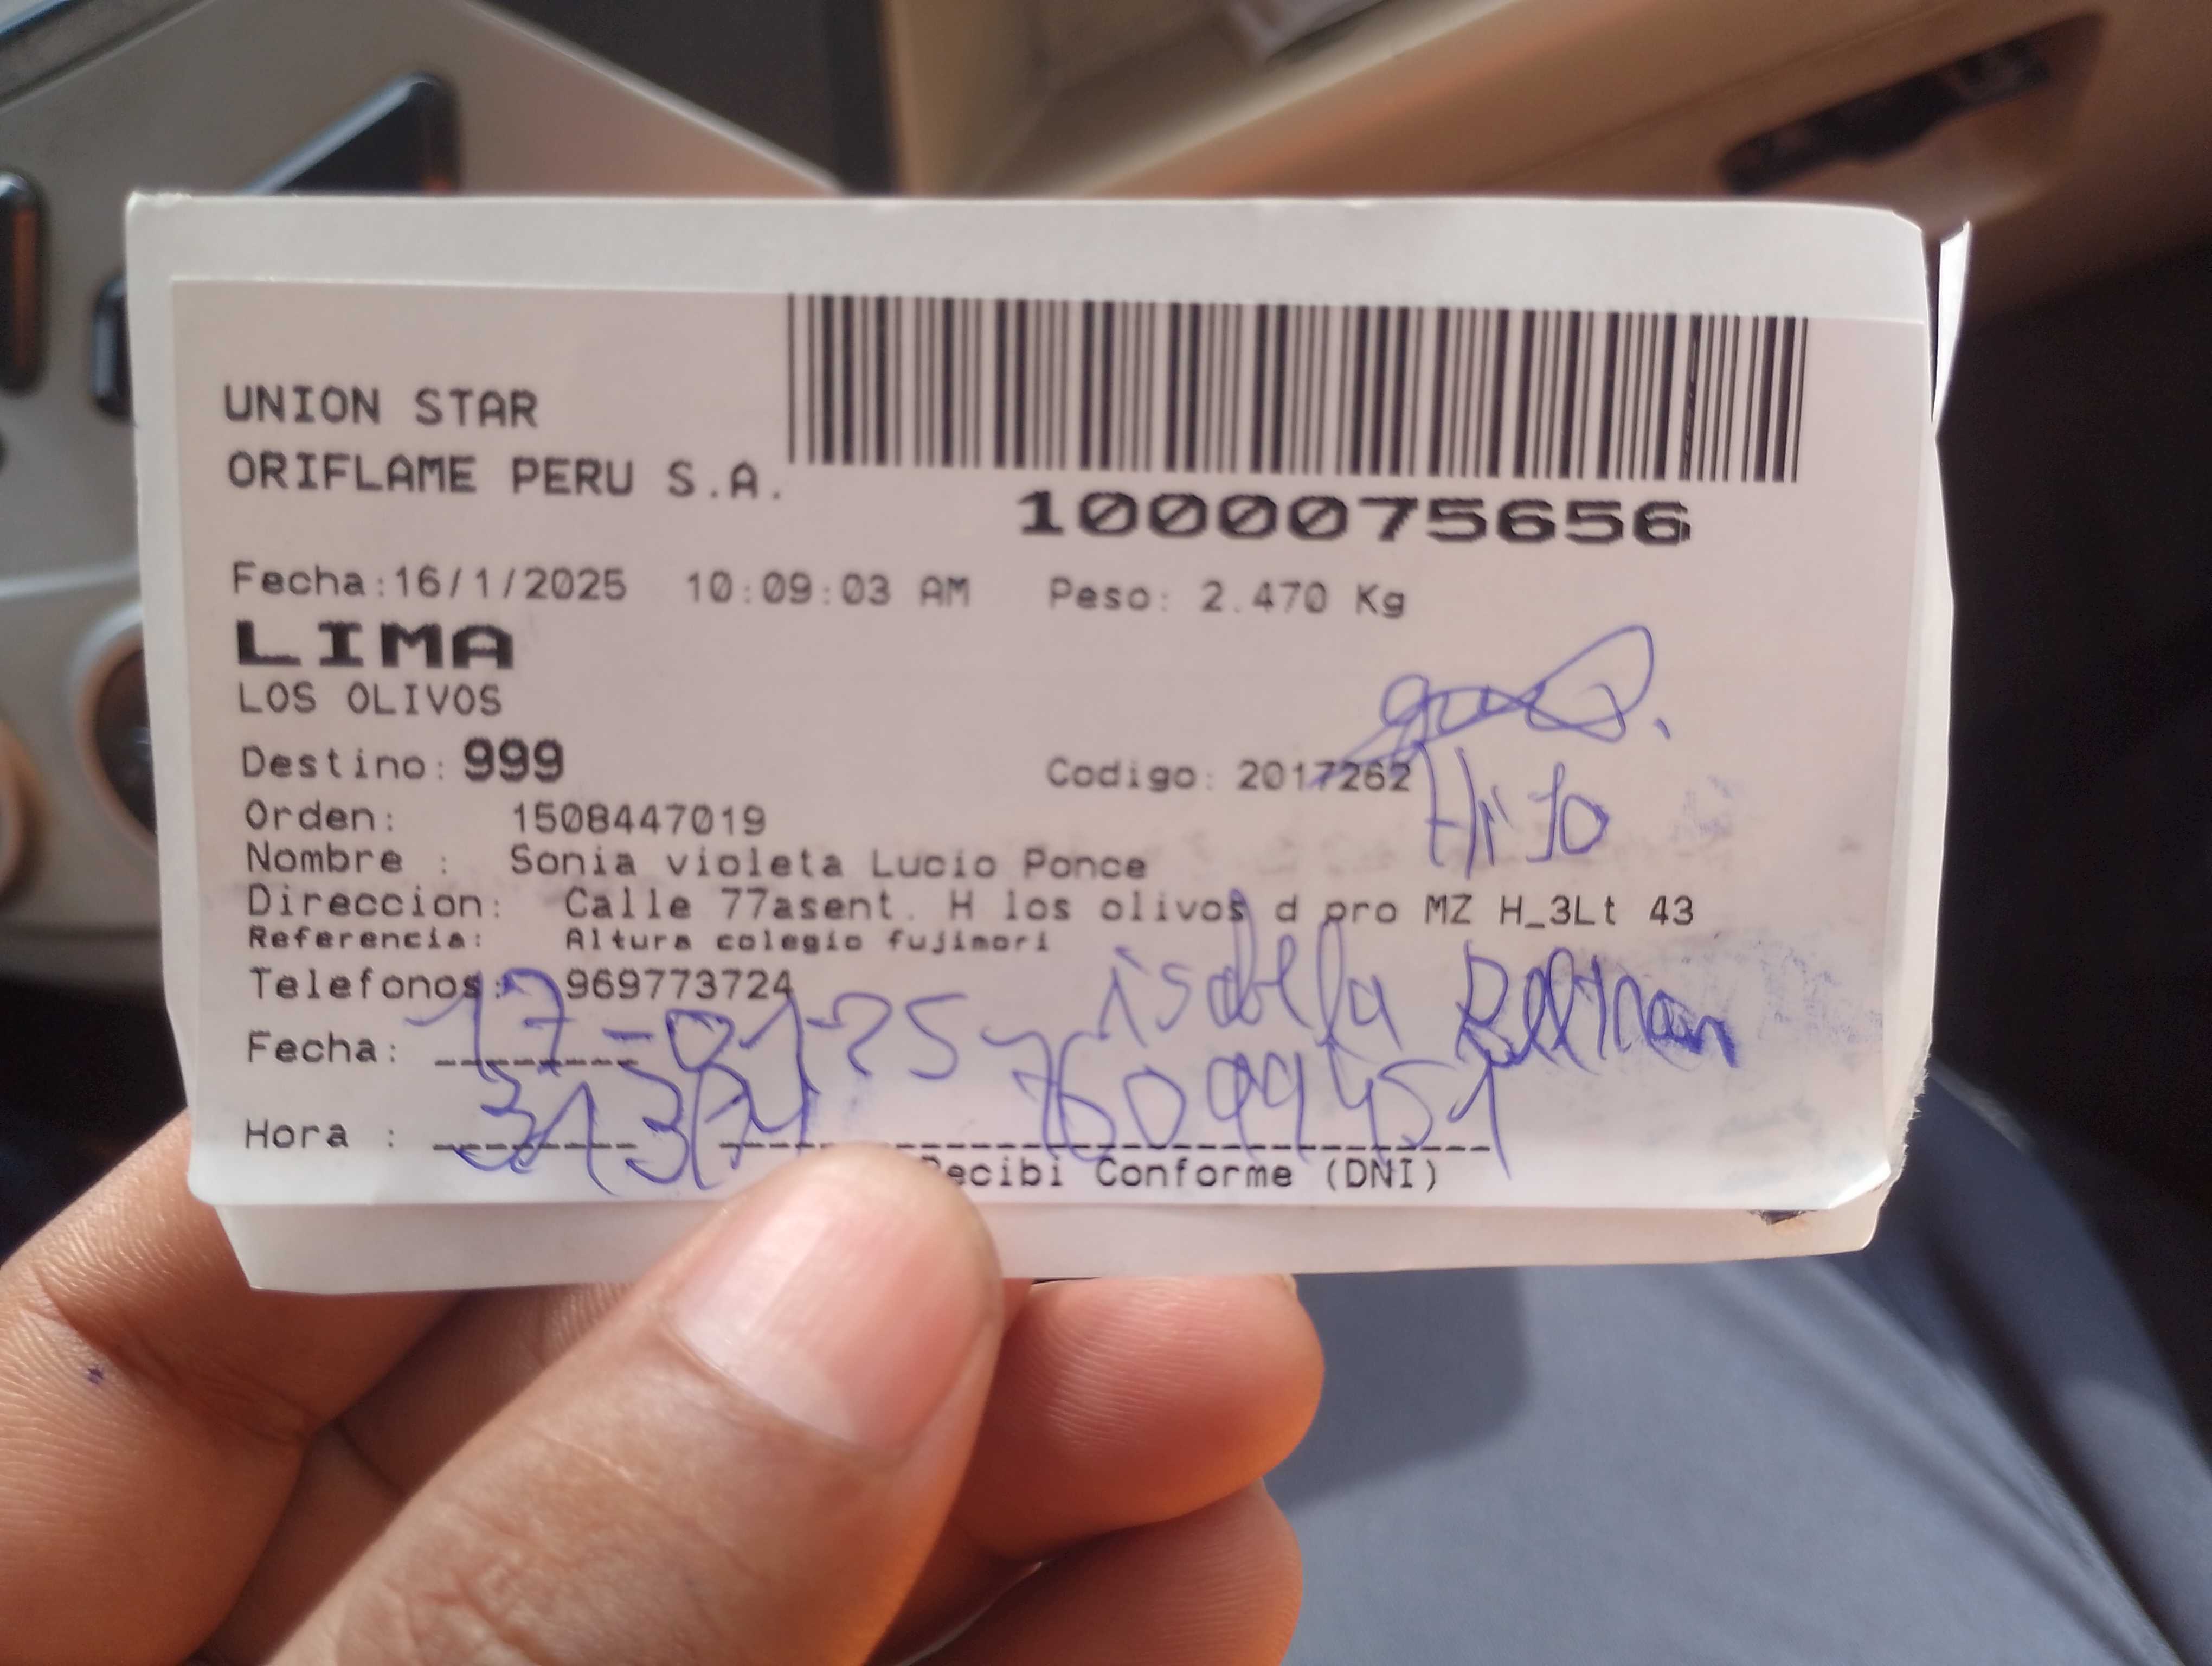 UNION STAR
ORIFLAME PERU S.A.
1000075656
Fecha:16/1/2025 10:09:03 AM Peso: 2.470 Kg
LIMA
LOS OLIVOS
Destino: 999 Codigo: 2017262
HiJo
Orden: 1508447019
Nombre : Sonia violeta Lucio Ponce
Direccion: Calle 77asent. H los olivos d pro MZ H_3Lt 43
Referencia: Altura colegio fujimori
Telefonos: 969773724
isabella Beltran
Fecha: 17-01-25
Hora :
Recibi Conforme (DNI)